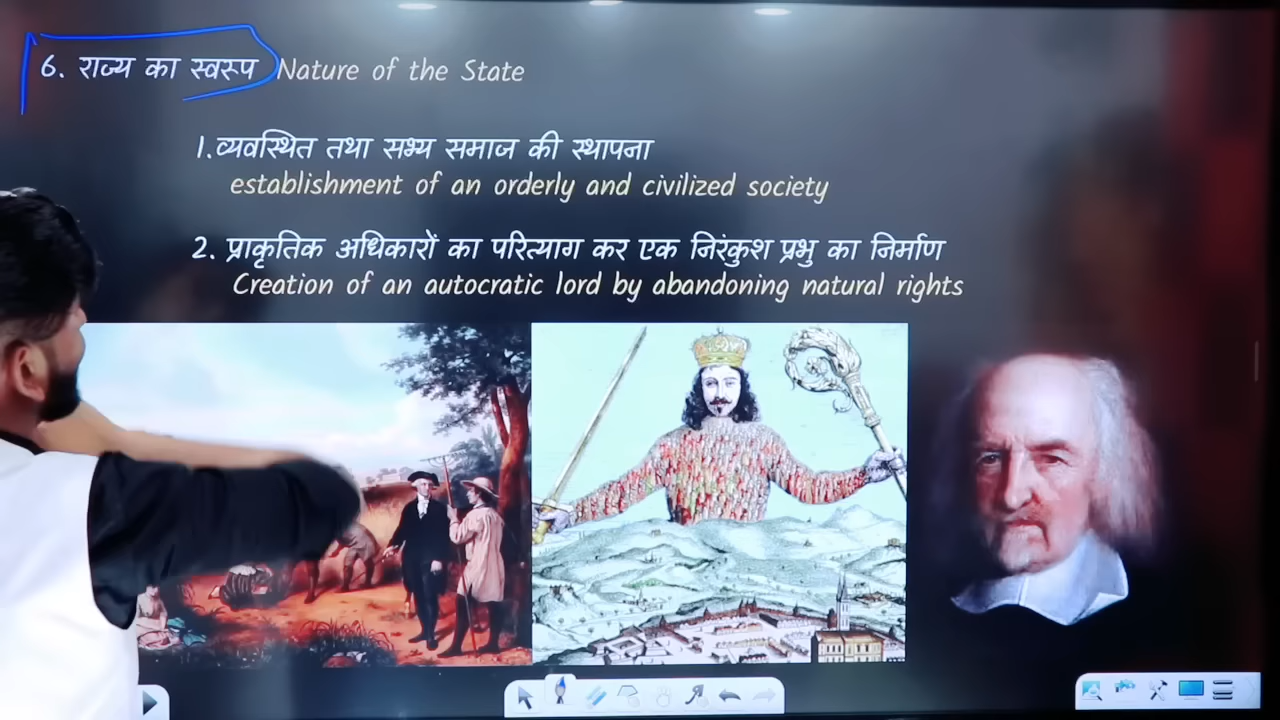 6. राज्य का स्वरुप Nature of the State
1.व्यवस्थित तथा सभ्य समाज की स्थापना
establishment of an orderly and civilized society
2. प्राकृतिक अधिकारों का परित्याग कर एक निरंकुश प्रभु का निर्माण
Creation of an autocratic lord by abandoning natural rights